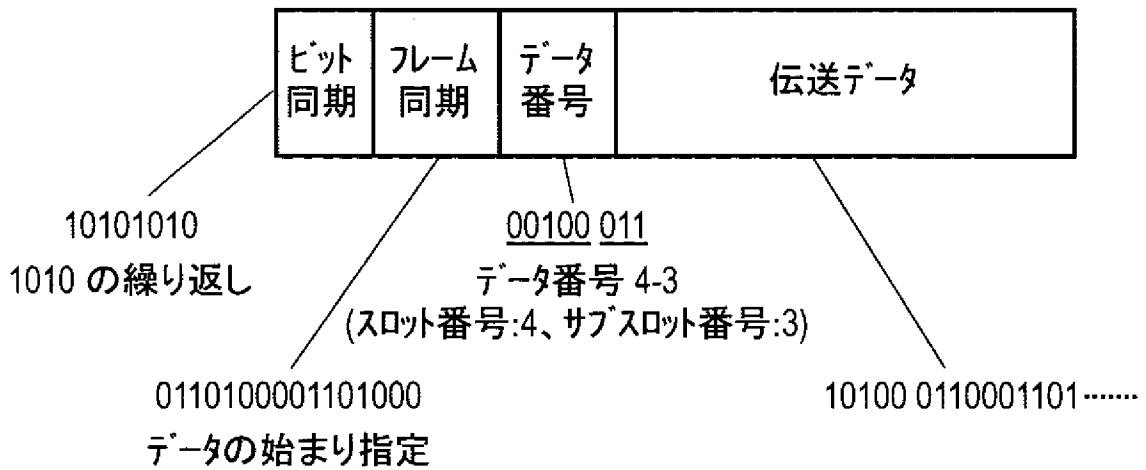 ビット
同期
フレーム
同期
データ
番号
伝送データ
10101010
1010 の繰り返し
00100 011
データ番号 4-3
(スロット番号:4、サブスロット番号:3)
0110100001101000
データの始まり指定
10100 0110001101·······